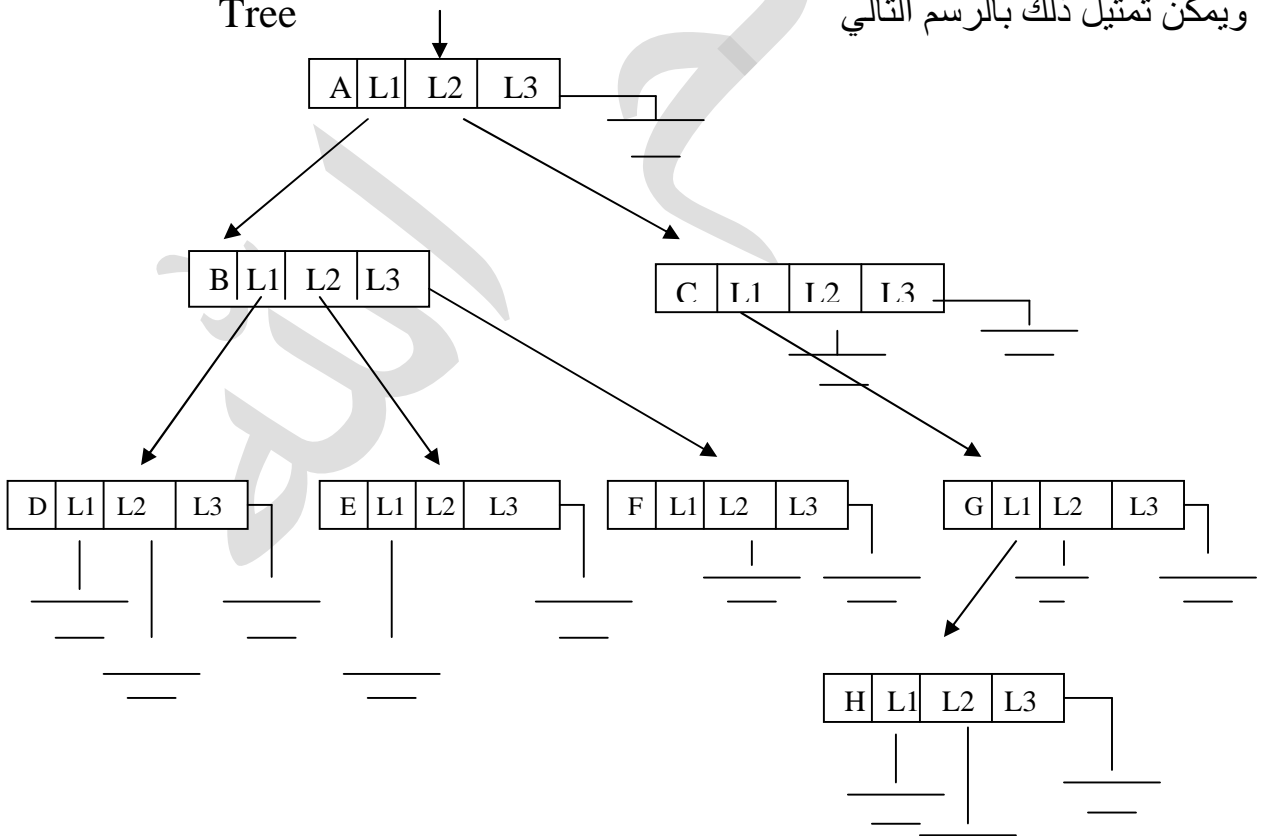 ويمكن تمثيل ذلك بالرسم التالي
Tree
A L1 L2 L3
B L1 L2 L3
C L1 L2 L3
D L1 L2 L3
E L1 L2 L3
F L1 L2 L3
G L1 L2 L3
H L1 L2 L3